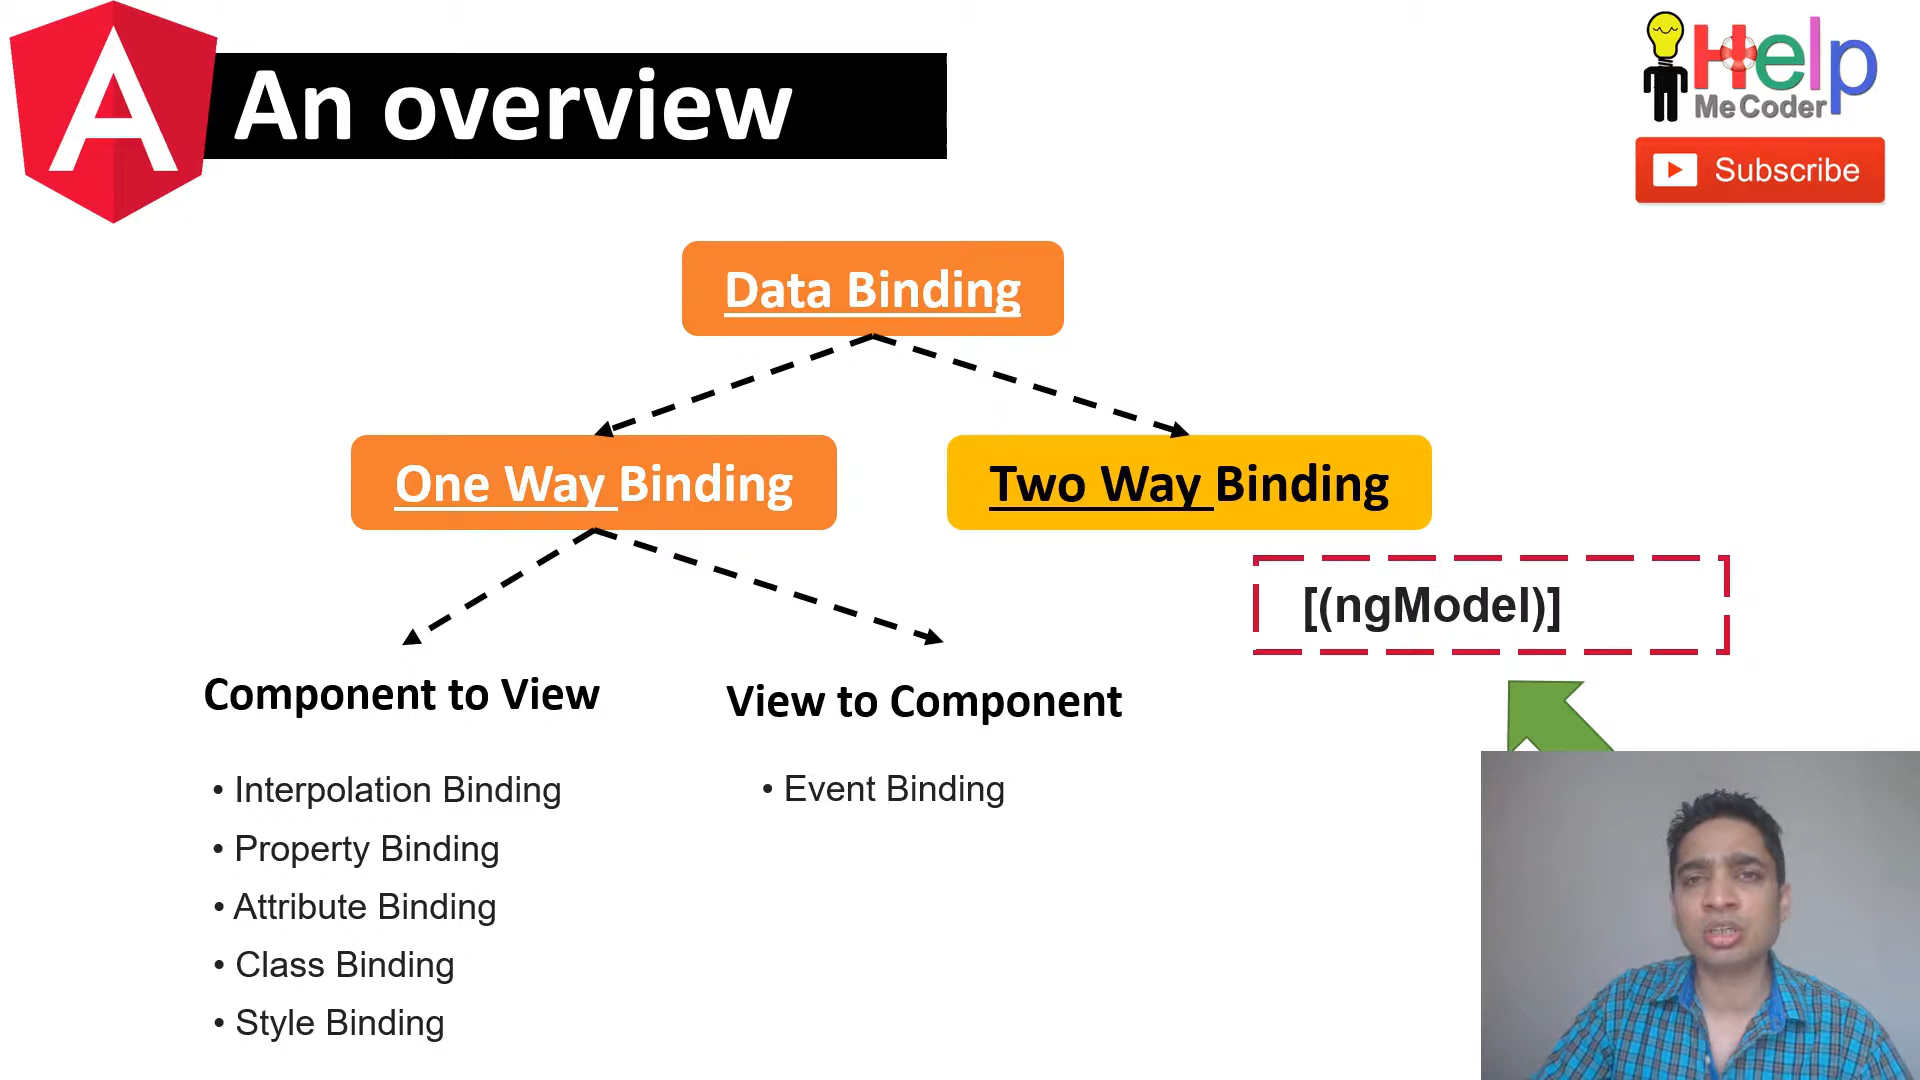 A An overview
Help
Me Coder
Subscribe
Data Binding
One Way Binding
Two Way Binding
[(ngModel)]
Component to View
View to Component
• Interpolation Binding
• Property Binding
• Attribute Binding
• Class Binding
• Style Binding
• Event Binding